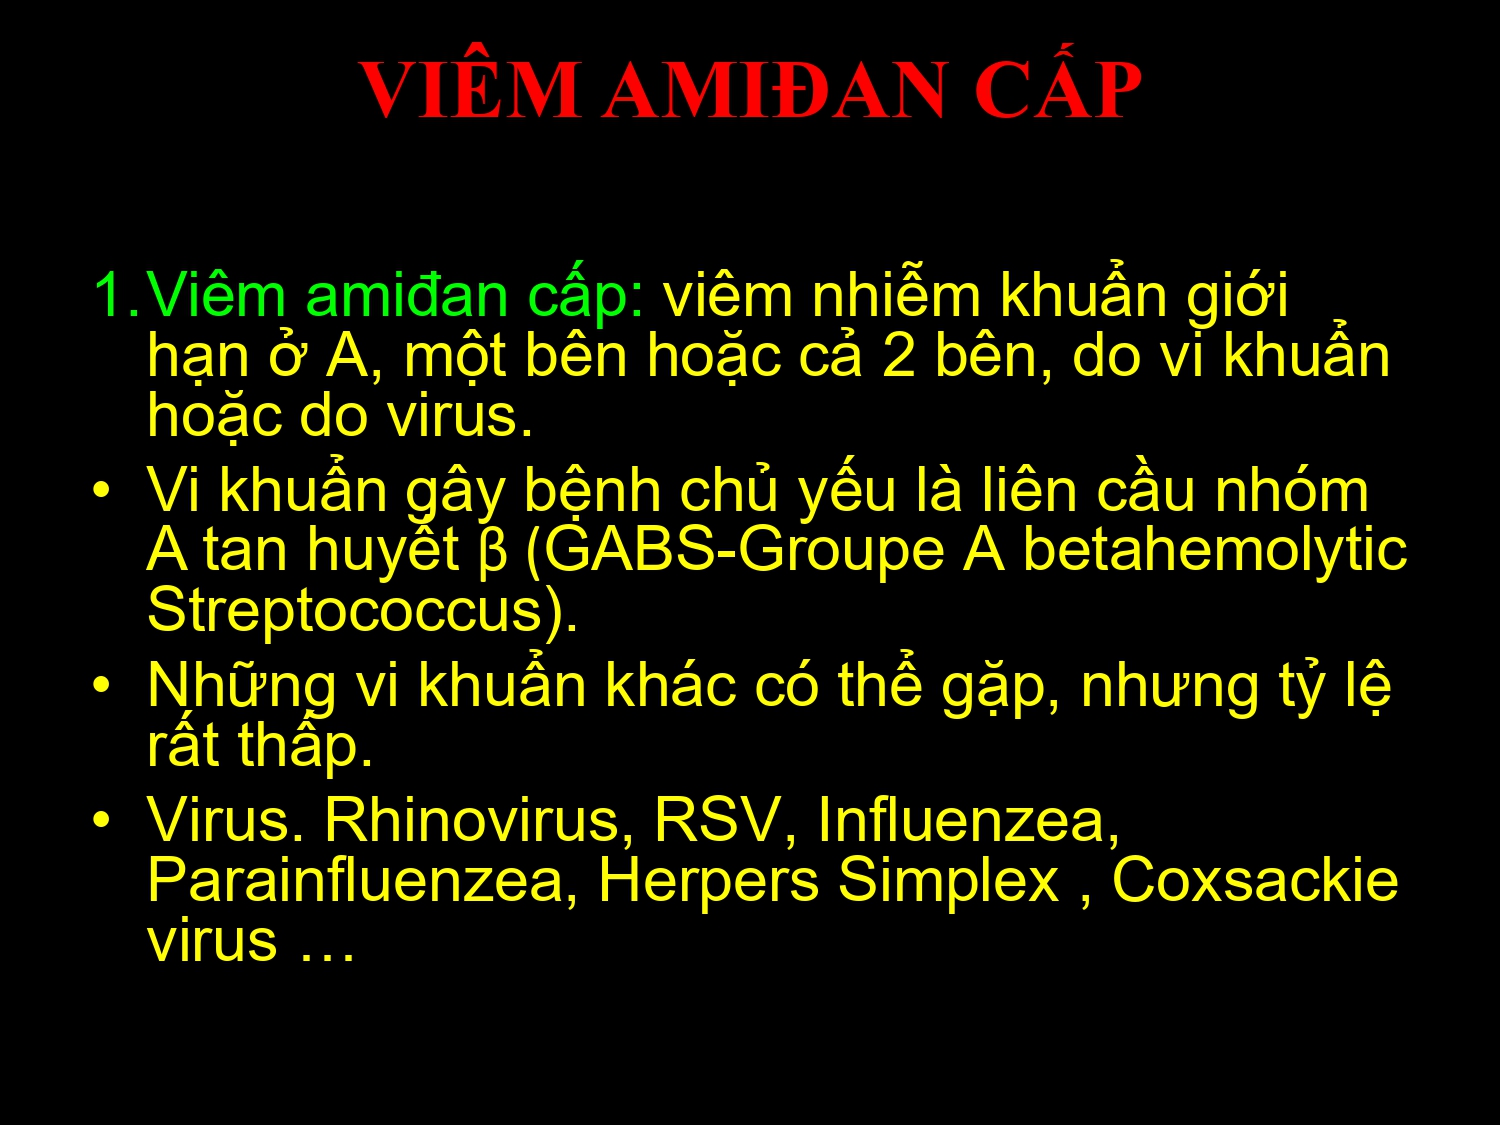 VIÊM AMIĐAN CẤP
1. Viêm amiđan cấp: viêm nhiễm khuẩn giới
hạn ở A, một bên hoặc cả 2 bên, do vi khuẩn
hoặc do virus.
• Vi khuẩn gây bệnh chủ yếu là liên cầu nhóm
A tan huyết β (GABS-Groupe A betahemolytic
Streptococcus).
• Những vi khuẩn khác có thể gặp, nhưng tỷ lệ
rất thấp.
• Virus. Rhinovirus, RSV, Influenzea,
Parainfluenzea, Herpers Simplex , Coxsackie
virus …